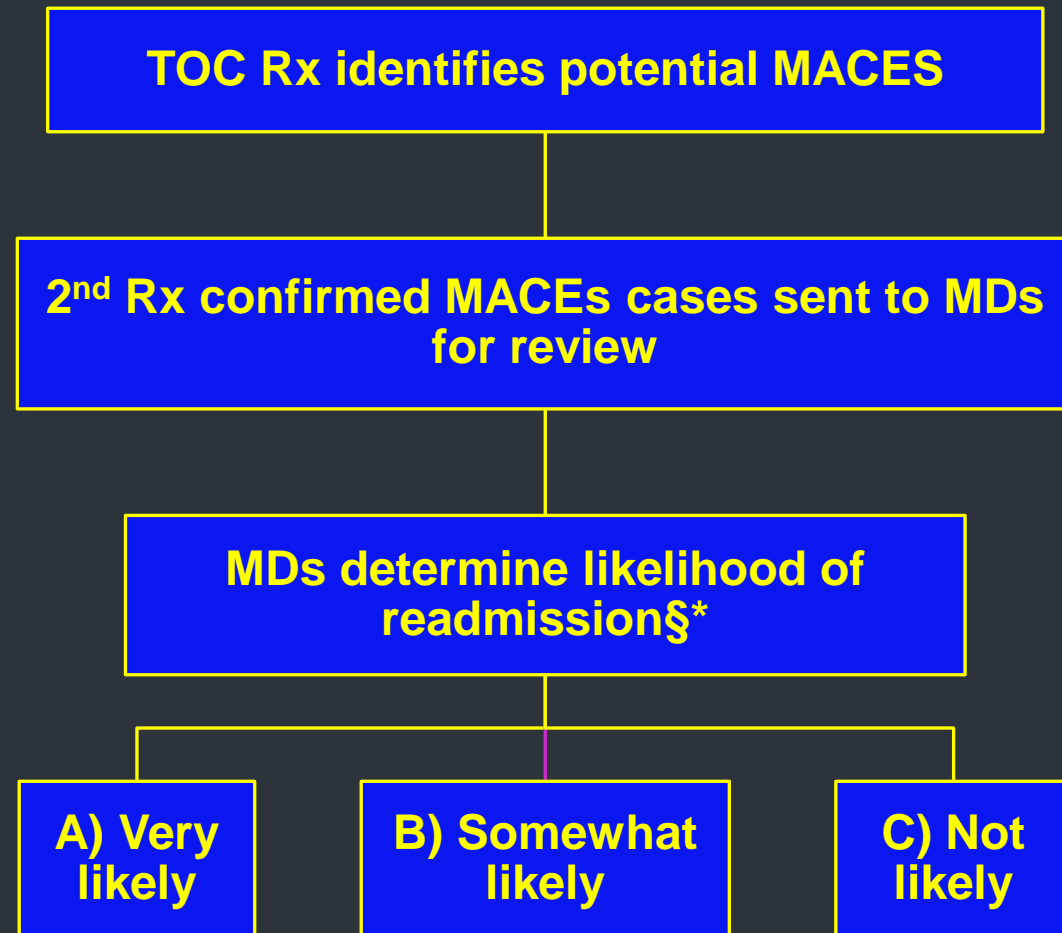 TOC Rx identifies potential MACES
2nd Rx confirmed MACEs cases sent to MDs
for review
MDs determine likelihood of
readmission§*
A) Very
likely
B) Somewhat
likely
C) Not
likely